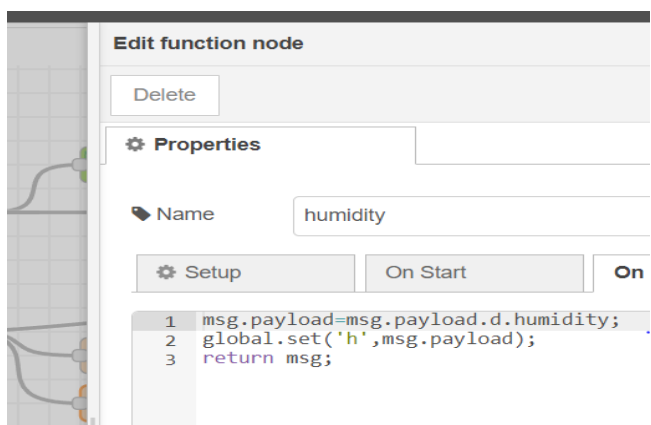 Edit function node
Delete
Properties
Name humidity
Setup On Start On
1 msg.payload=msg.payload.d.humidity;
2 global.set('h',msg.payload);
3 return msg;